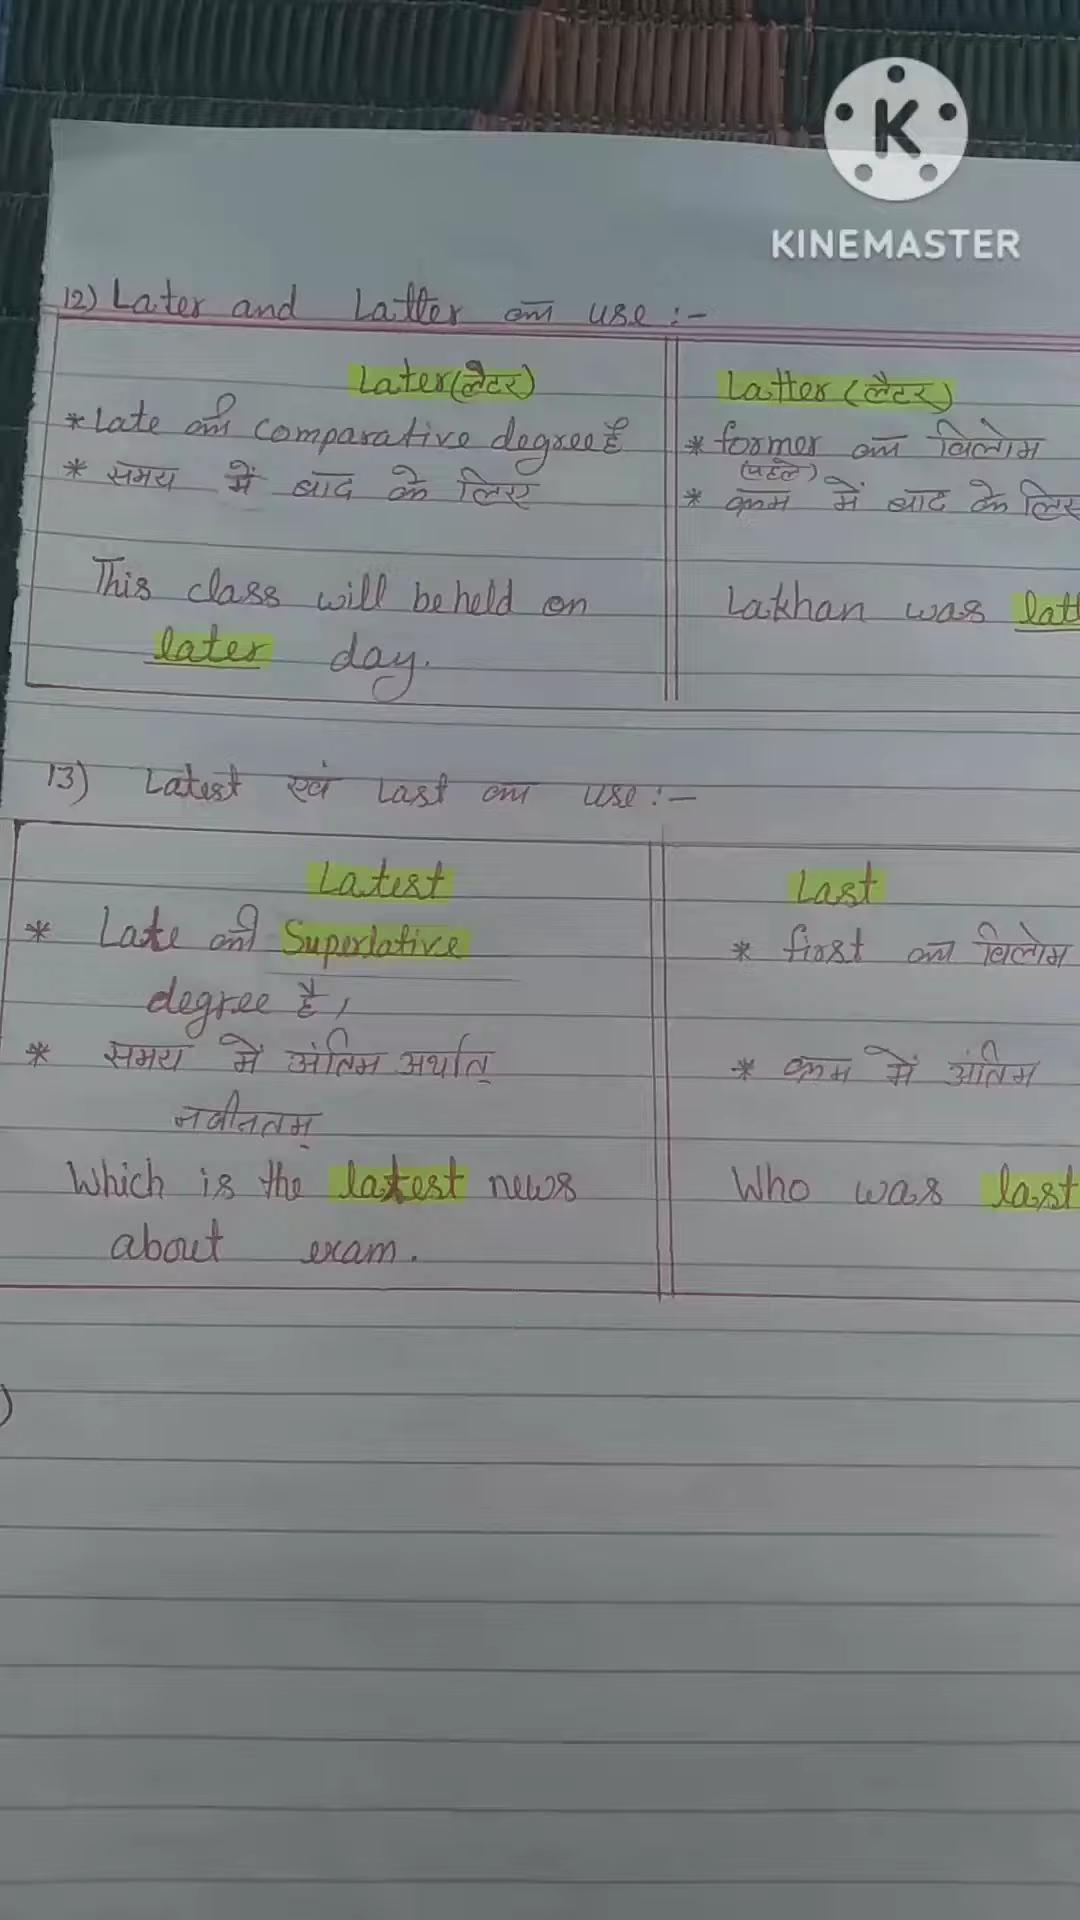 KINEMASTER
12) Later and Latter का use :-
Later (लेटर)
* Late की comparative degree है
* समय में बाद के लिए
This class will be held on
later day.
Latter (लैटर)
* former का विलोम
(पहले)
* क्रम में बाद के लिए
Lakhan was latt
13) Latest एवं Last का use :-
Latest
* Late की Superlative
degree है,
* समय में अंतिम अर्थात्
नवीनतम्
Which is the latest news
about exam.
Last
* first का विलोम
* क्रम में अंतिम
Who was last
)